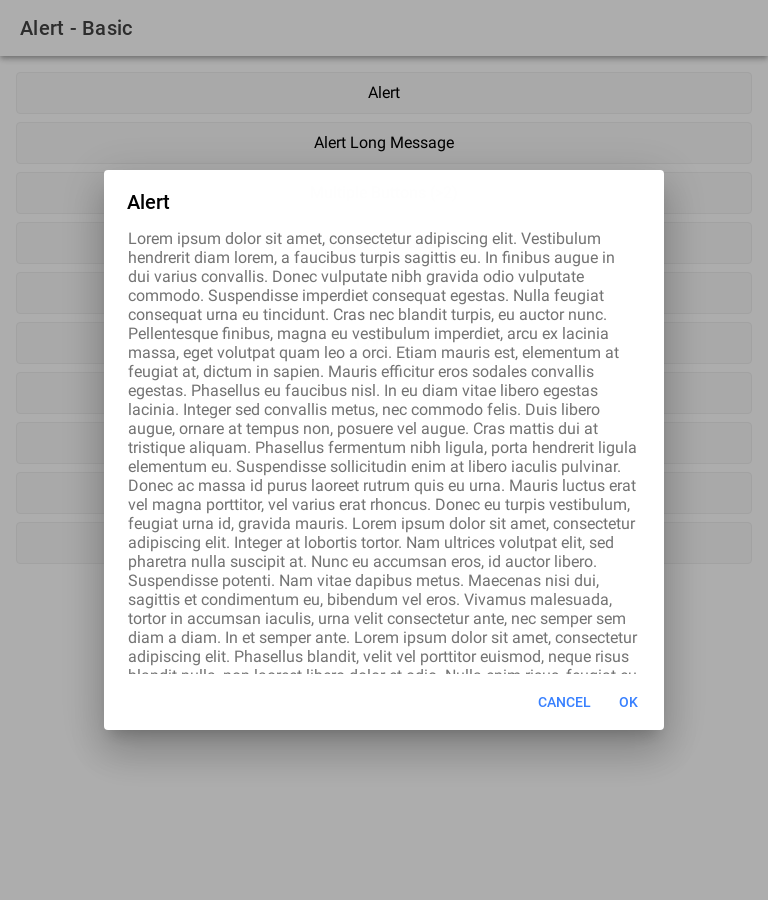 Alert - Basic
Alert
Alert Long Message
Alert
Lorem ipsum dolor sit amet, consectetur adipiscing elit. Vestibulum
hendrerit diam lorem, a faucibus turpis sagittis eu. In finibus augue in
dui varius convallis. Donec vulputate nibh gravida odio vulputate
commodo. Suspendisse imperdiet consequat egestas. Nulla feugiat
consequat urna eu tincidunt. Cras nec blandit turpis, eu auctor nunc.
Pellentesque finibus, magna eu vestibulum imperdiet, arcu ex lacinia
massa, eget volutpat quam leo a orci. Etiam mauris est, elementum at
feugiat at, dictum in sapien. Mauris efficitur eros sodales convallis
egestas. Phasellus eu faucibus nisl. In eu diam vitae libero egestas
lacinia. Integer sed convallis metus, nec commodo felis. Duis libero
augue, ornare at tempus non, posuere vel augue. Cras mattis dui at
tristique aliquam. Phasellus fermentum nibh ligula, porta hendrerit ligula
elementum eu. Suspendisse sollicitudin enim at libero iaculis pulvinar.
Donec ac massa id purus laoreet rutrum quis eu urna. Mauris luctus erat
vel magna porttitor, vel varius erat rhoncus. Donec eu turpis vestibulum,
feugiat urna id, gravida mauris. Lorem ipsum dolor sit amet, consectetur
adipiscing elit. Integer at lobortis tortor. Nam ultrices volutpat elit, sed
pharetra nulla suscipit at. Nunc eu accumsan eros, id auctor libero.
Suspendisse potenti. Nam vitae dapibus metus. Maecenas nisi dui,
sagittis et condimentum eu, bibendum vel eros. Vivamus malesuada,
tortor in accumsan iaculis, urna velit consectetur ante, nec semper sem
diam a diam. In et semper ante. Lorem ipsum dolor sit amet, consectetur
adipiscing elit. Phasellus blandit, velit vel porttitor euismod, neque risus
CANCEL OK